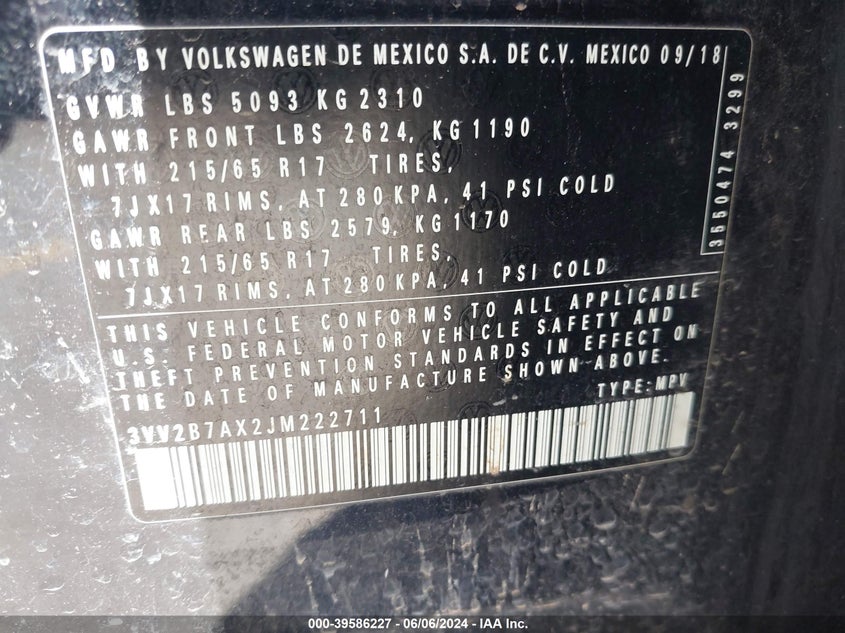 MFD BY VOLKSWAGEN DE MEXICO S.A. DE C.V. MEXICO 09/18
GVWR LBS 5093 KG 2310
GAWR FRONT LBS 2624, KG 1190
WITH 215/65 R17 TIRES,
7JX17 RIMS, AT 280 KPA, 41 PSI COLD
GAWR REAR LBS 2579, KG 1170
WITH 215/65 R17 TIRES,
7JX17 RIMS, AT 280 KPA, 41 PSI COLD
3550474 3299
THIS VEHICLE CONFORMS TO ALL APPLICABLE
U.S. FEDERAL MOTOR VEHICLE SAFETY AND
THEFT PREVENTION STANDARDS IN EFFECT ON
THE DATE OF MANUFACTURE SHOWN ABOVE.
TYPE: MPV
3VV2B7AX2JM222711
000-39586227 - 06/06/2024 - IAA Inc.